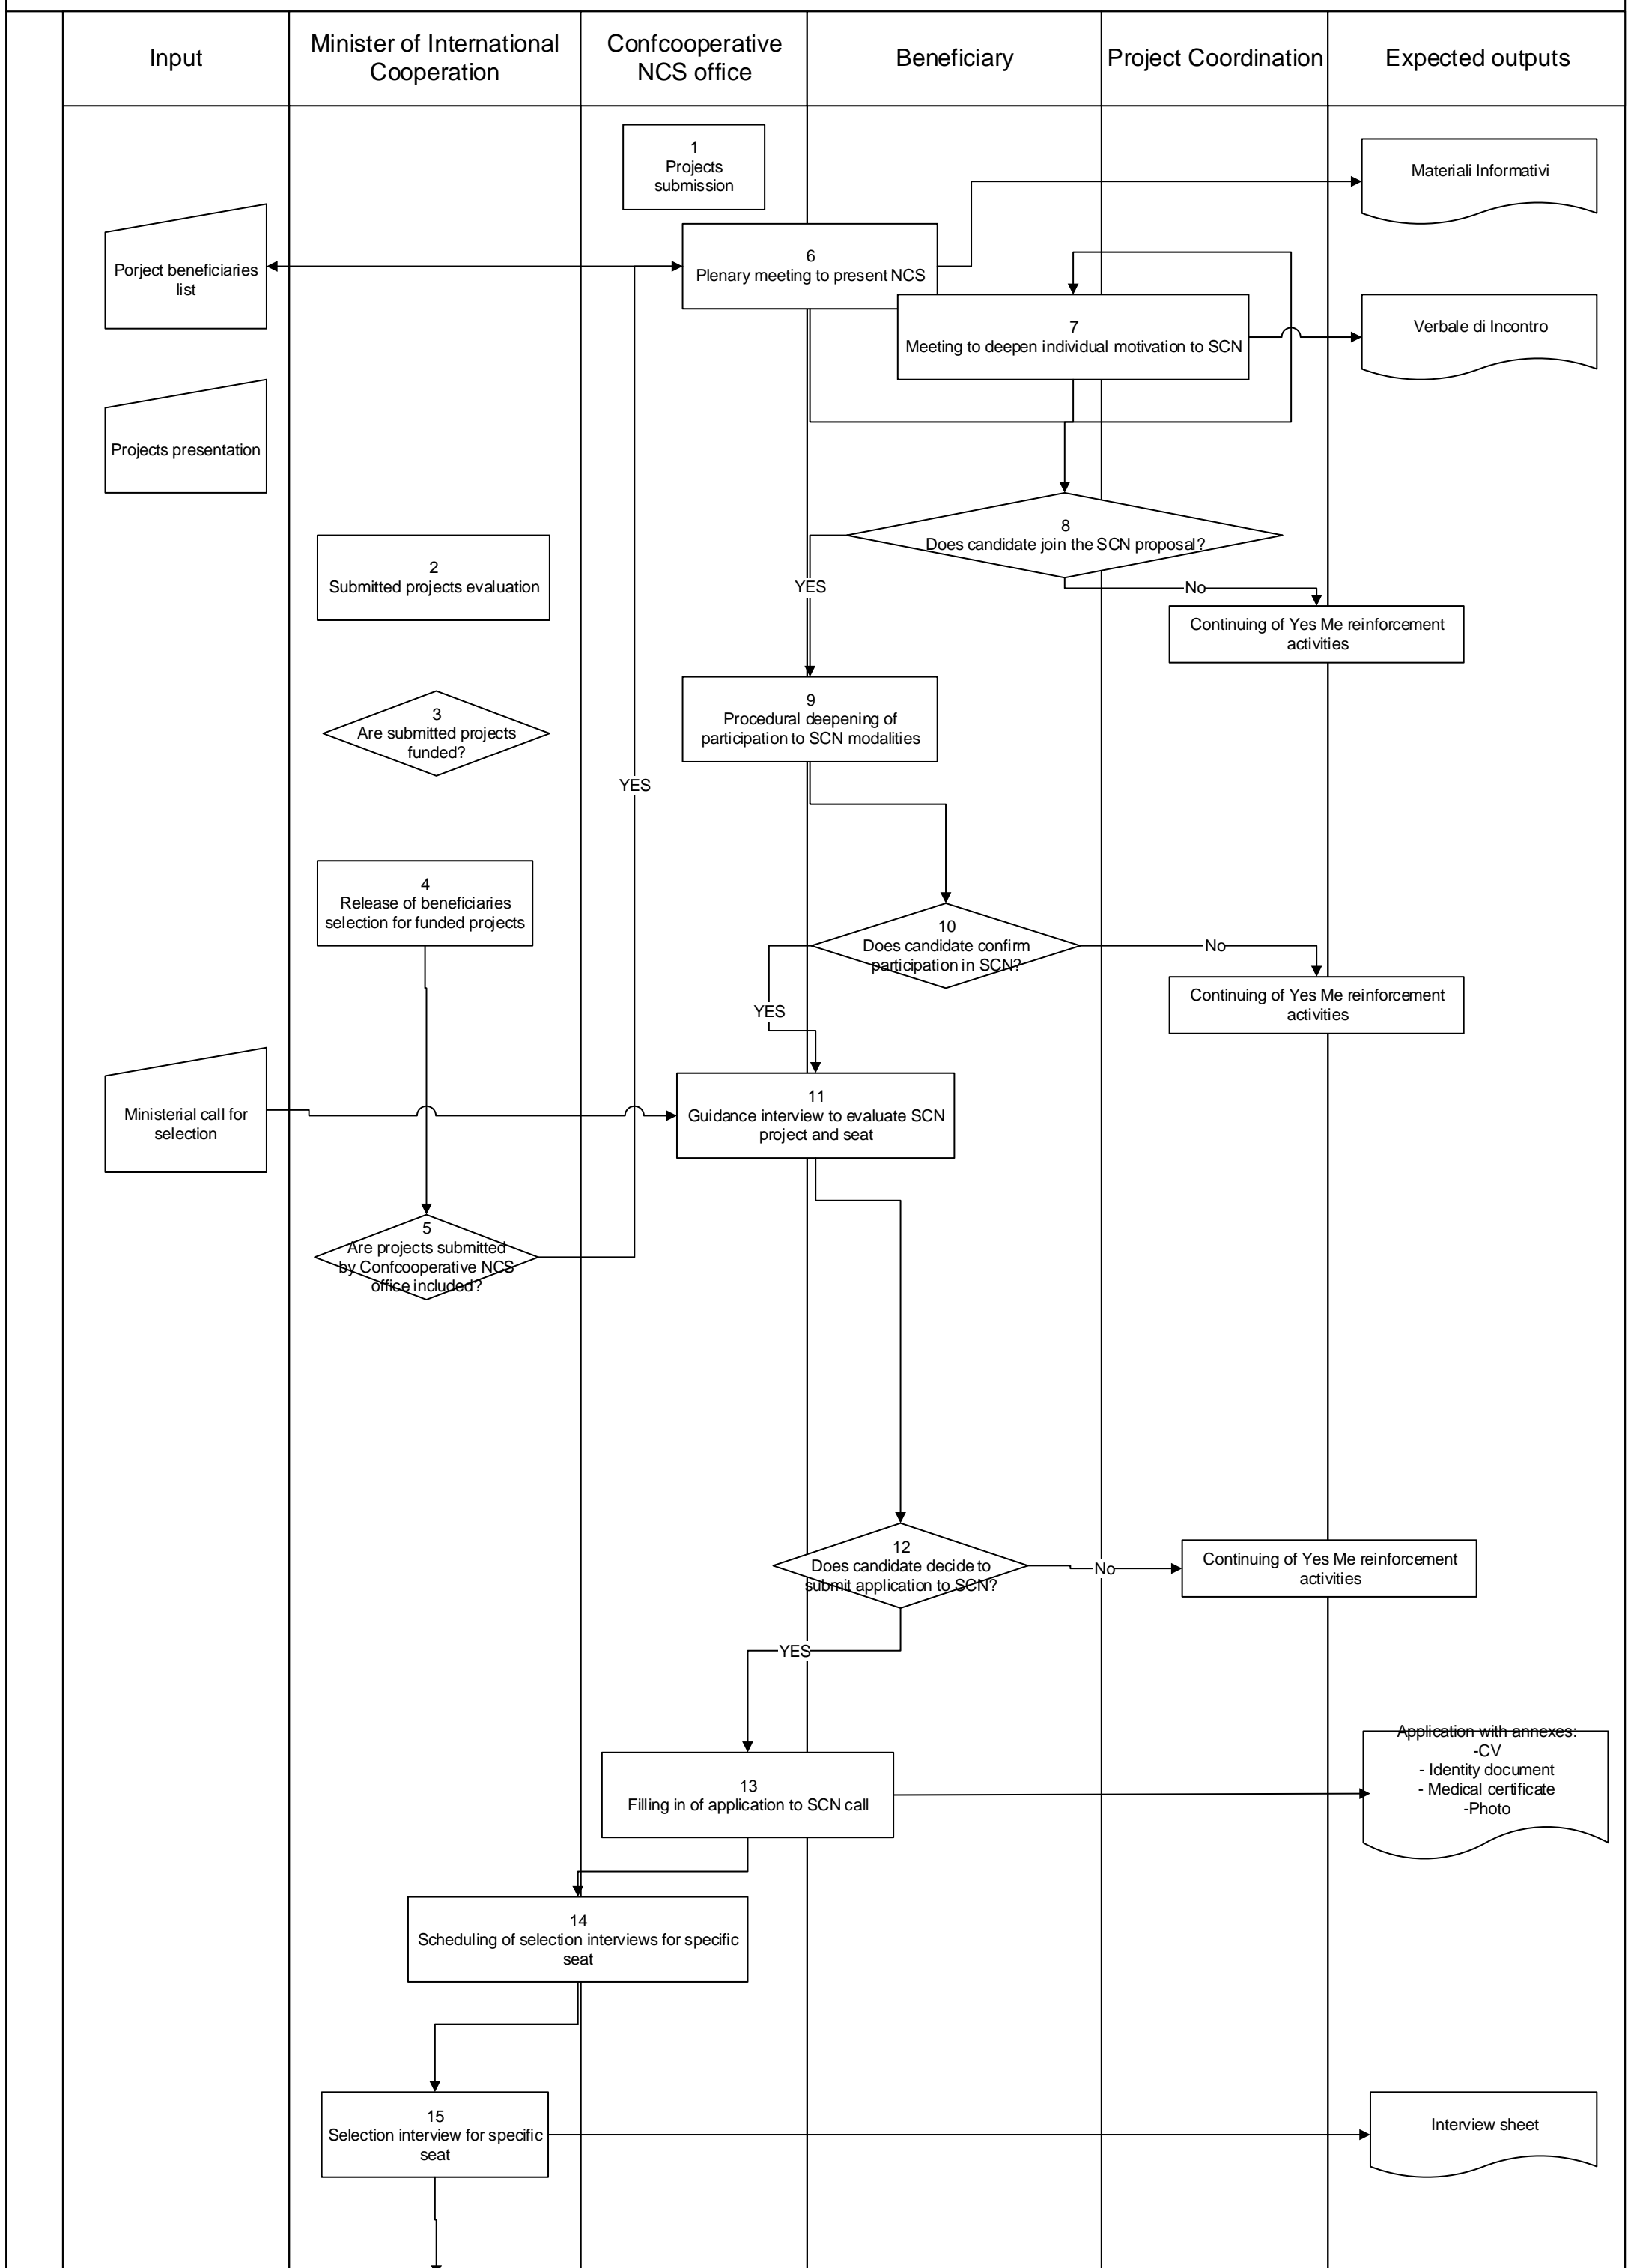 Input
Minister of International
Cooperation
Confcooperative
NCS office
Beneficiary
Project Coordination
Expected outputs
1
Projects
submission
Materiali Informativi
6
Plenary meeting to present NCS
Porject beneficiaries
list
7
Meeting to deepen individual motivation to SCN
Verbale di Incontro
Projects presentation
8
Does candidate join the SCN proposal?
2
Submitted projects evaluation
YES
No
Continuing of Yes Me reinforcement
activities
3
Are submitted projects
funded?
9
Procedural deepening of
participation to SCN modalities
YES
4
Release of beneficiaries
selection for funded projects
10
Does candidate confirm
participation in SCN?
No
Continuing of Yes Me reinforcement
activities
YES
Ministerial call for
selection
11
Guidance interview to evaluate SCN
project and seat
5
Are projects submitted
by Confcooperative NCS
office included?
12
Does candidate decide to
submit application to SCN?
No
Continuing of Yes Me reinforcement
activities
YES
Application with annexes:
-CV
- Identity document
- Medical certificate
-Photo
13
Filling in of application to SCN call
14
Scheduling of selection interviews for specific
seat
15
Selection interview for specific
seat
Interview sheet